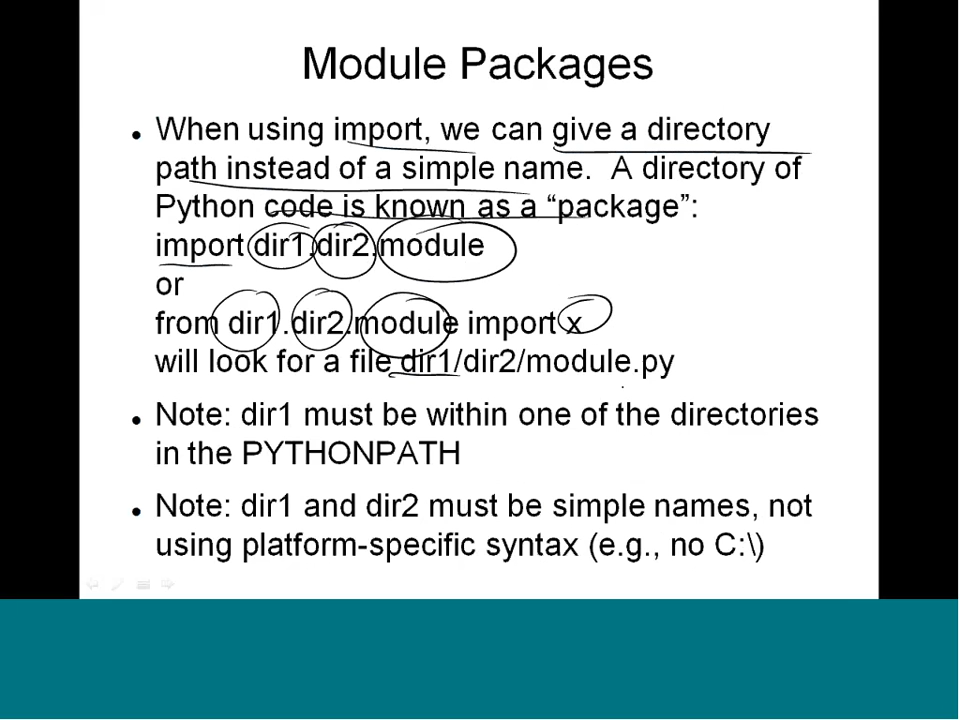 Module Packages
• When using import, we can give a directory
path instead of a simple name. A directory of
Python code is known as a “package”:
import dir1.dir2.module
or
from dir1.dir2.module import x
will look for a file dir1/dir2/module.py
• Note: dir1 must be within one of the directories
in the PYTHONPATH
• Note: dir1 and dir2 must be simple names, not
using platform-specific syntax (e.g., no C:\)